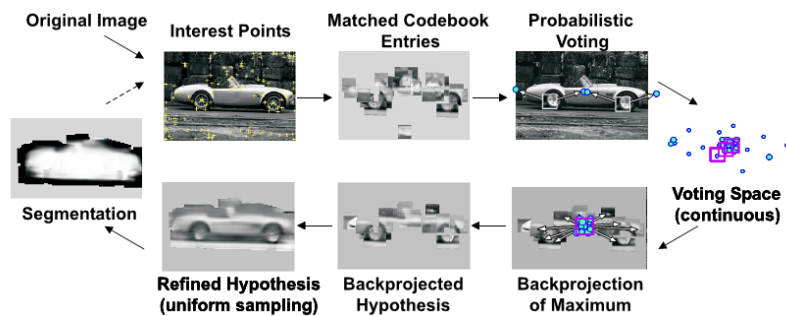 Original Image
Interest Points
Matched Codebook
Entries
Probabilistic
Voting
Voting Space
(continuous)
Segmentation
Refined Hypothesis
(uniform sampling)
Backprojected
Hypothesis
Backprojection
of Maximum